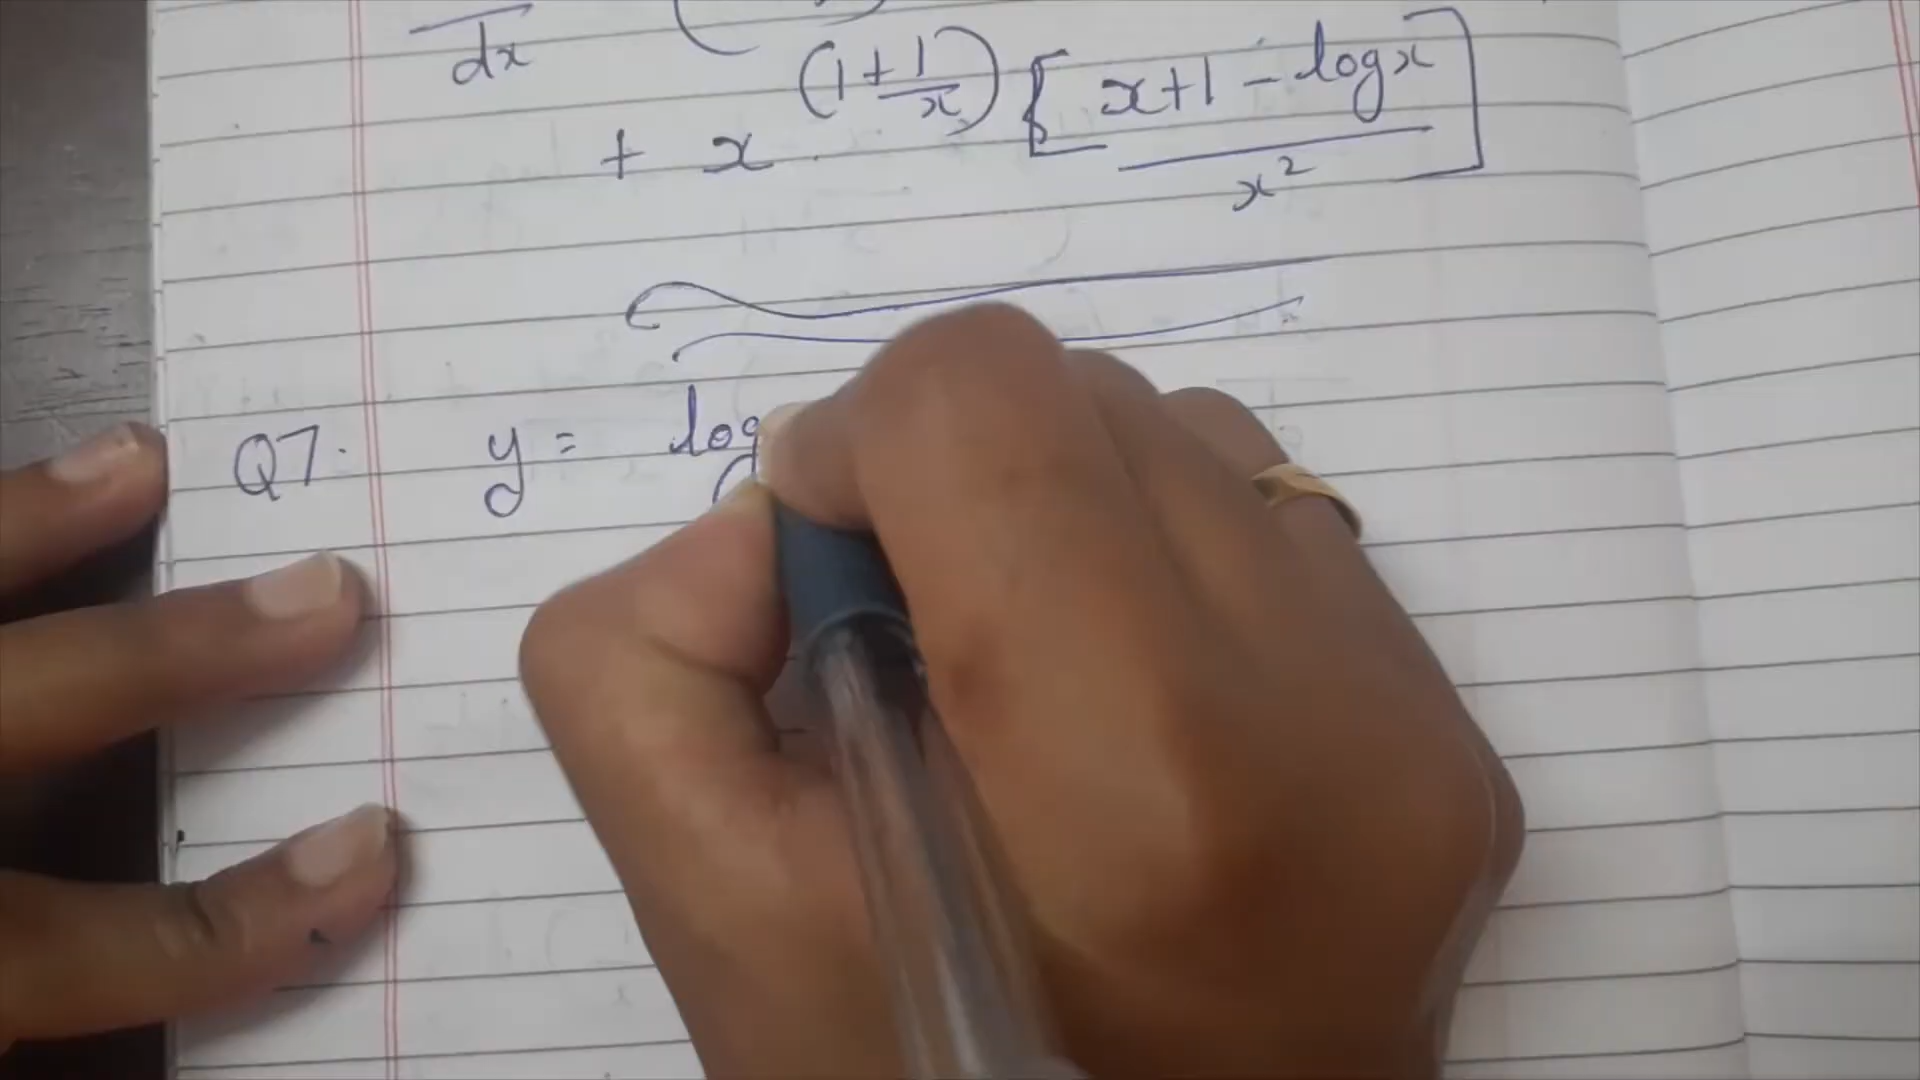 dx
+ x (1+1/x) [x+1 - log x / x²]
Q7. y = log